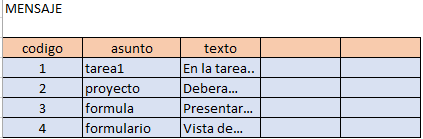 MENSAJE
codigo asunto texto
1 tarea1 En la tarea..
2 proyecto Debera...
3 formula Presentar...
4 formulario Vista de...